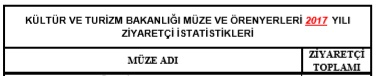 KÜLTÜR VE TURİZM BAKANLIĞI MÜZE VE ÖRENYERLERİ 2017 YILI
ZİYARETÇİ İSTATİSTİKLERİ
MÜZE ADI
ZİYARETÇİ
TOPLAMI